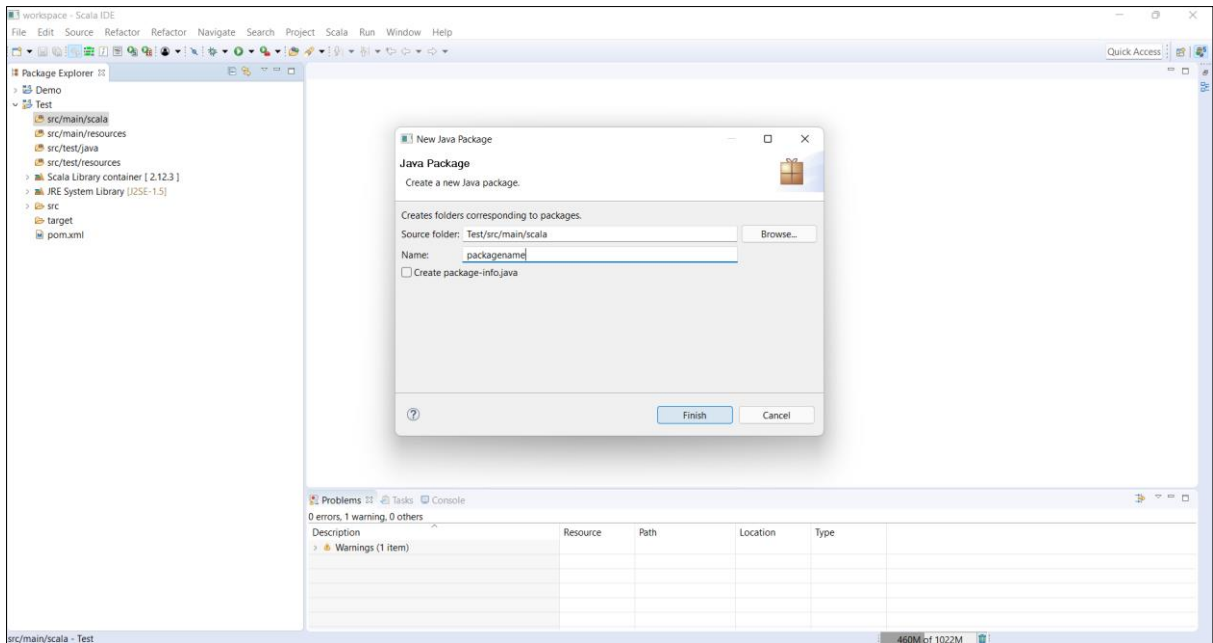 workspace - Scala IDE
File Edit Source Refactor Refactor Navigate Search Project Scala Run Window Help
Quick Access
Package Explorer
Demo
Test
src/main/scala
src/main/resources
src/test/java
src/test/resources
Scala Library container [ 2.12.3 ]
JRE System Library [J2SE-1.5]
src
target
pom.xml
New Java Package
Java Package
Create a new Java package.
Creates folders corresponding to packages.
Source folder: Test/src/main/scala Browse...
Name: packagename
Create package-info.java
Finish Cancel
Problems Tasks Console
0 errors, 1 warning, 0 others
Description Resource Path Location Type
Warnings (1 item)
src/main/scala - Test 460M of 1022M